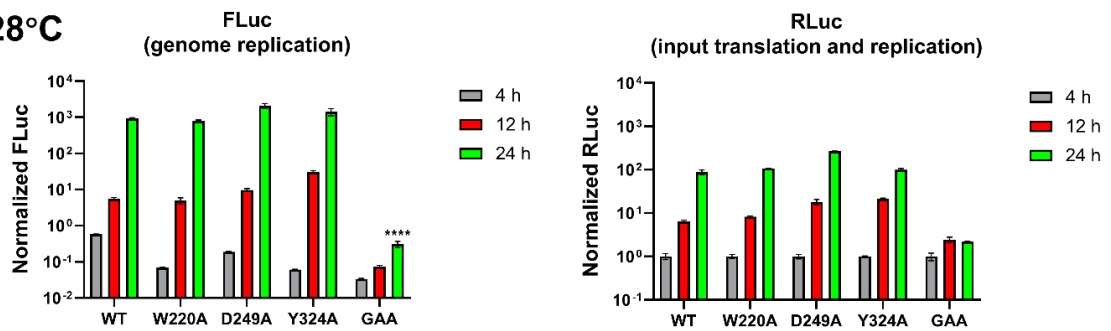 28°C
FLuc
(genome replication)
Normalized FLuc
10⁴
10³
10²
10¹
10⁰
10⁻¹
10⁻²
****
WT W220A D249A Y324A GAA
4 h
12 h
24 h
RLuc
(input translation and replication)
Normalized RLuc
10⁴
10³
10²
10¹
10⁰
10⁻¹
WT W220A D249A Y324A GAA
4 h
12 h
24 h